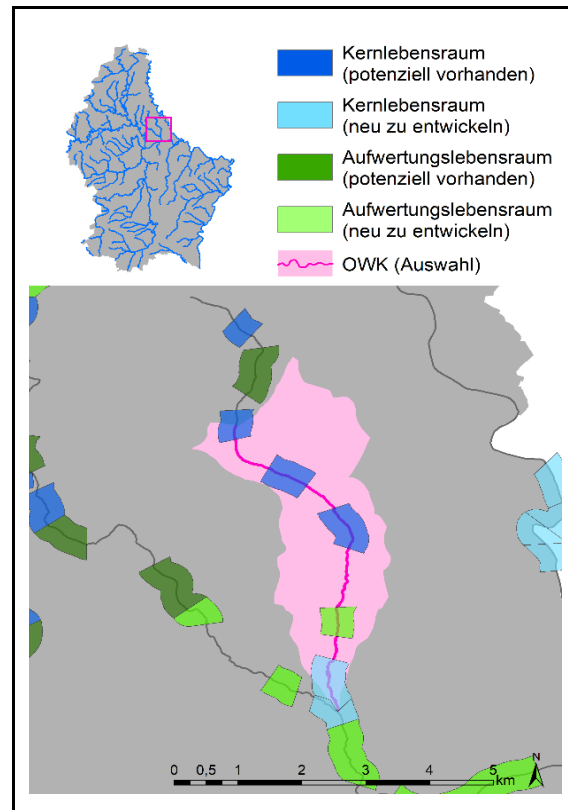 Kernlebensraum
(potenziell vorhanden)
Kernlebensraum
(neu zu entwickeln)
Aufwertungslebensraum
(potenziell vorhanden)
Aufwertungslebensraum
(neu zu entwickeln)
OWK (Auswahl)
N
0 0,5 1 2 3 4 5
km